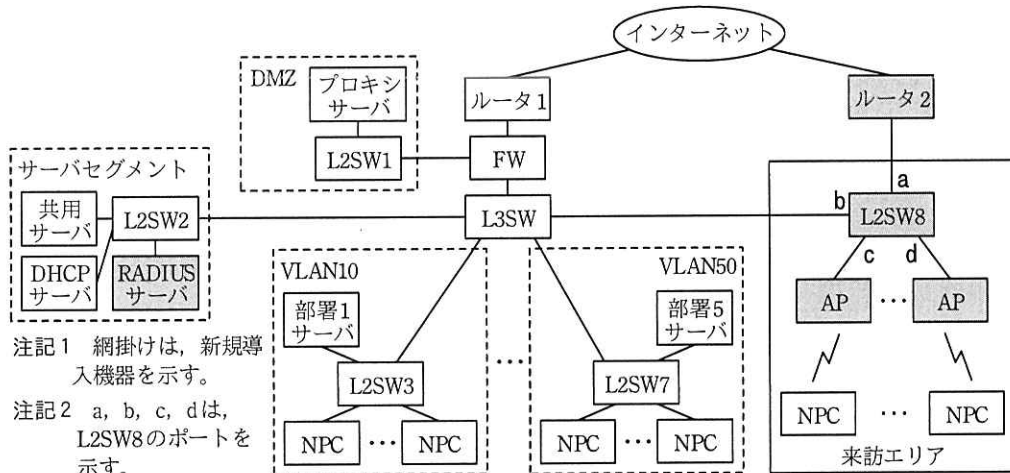 インターネット
DMZ
プロキシ
サーバ
ルータ1
ルータ2
L2SW1
FW
サーバセグメント
共用
サーバ
L2SW2
L3SW
a
b
L2SW8
c
d
DHCP
サーバ
RADIUS
サーバ
VLAN10
VLAN50
AP
…
AP
部署1
サーバ
部署5
サーバ
…
L2SW3
L2SW7
NPC
…
NPC
NPC
…
NPC
NPC
…
NPC
来訪エリア
注記1 網掛けは,新規導
入機器を示す。
注記2 a,b,c,dは,
L2SW8のポートを
示す。